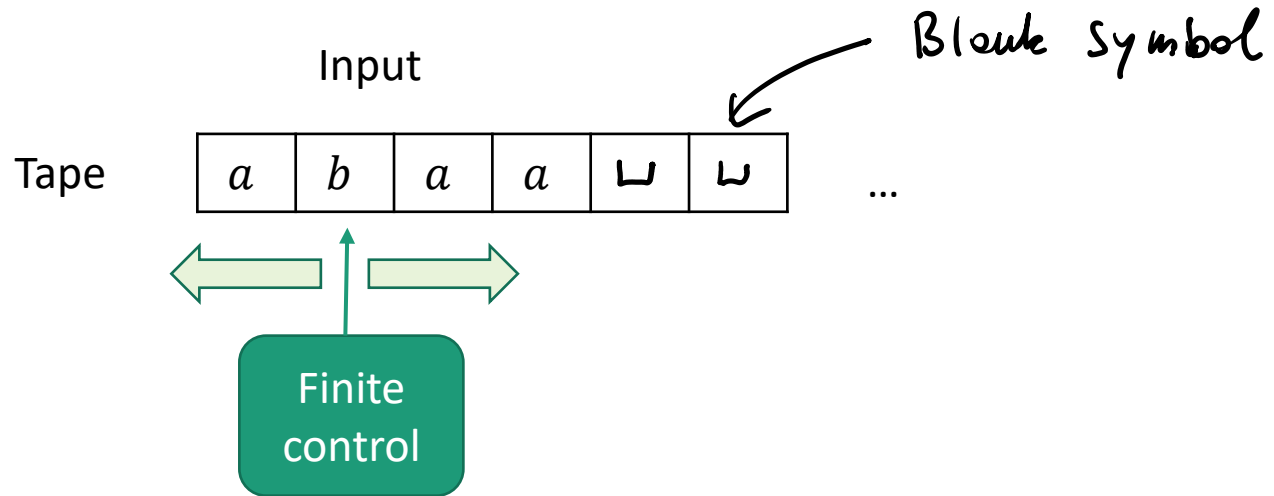 Blank Symbol
Input
Tape a b a a ⊔ ⊔ ...
Finite
control